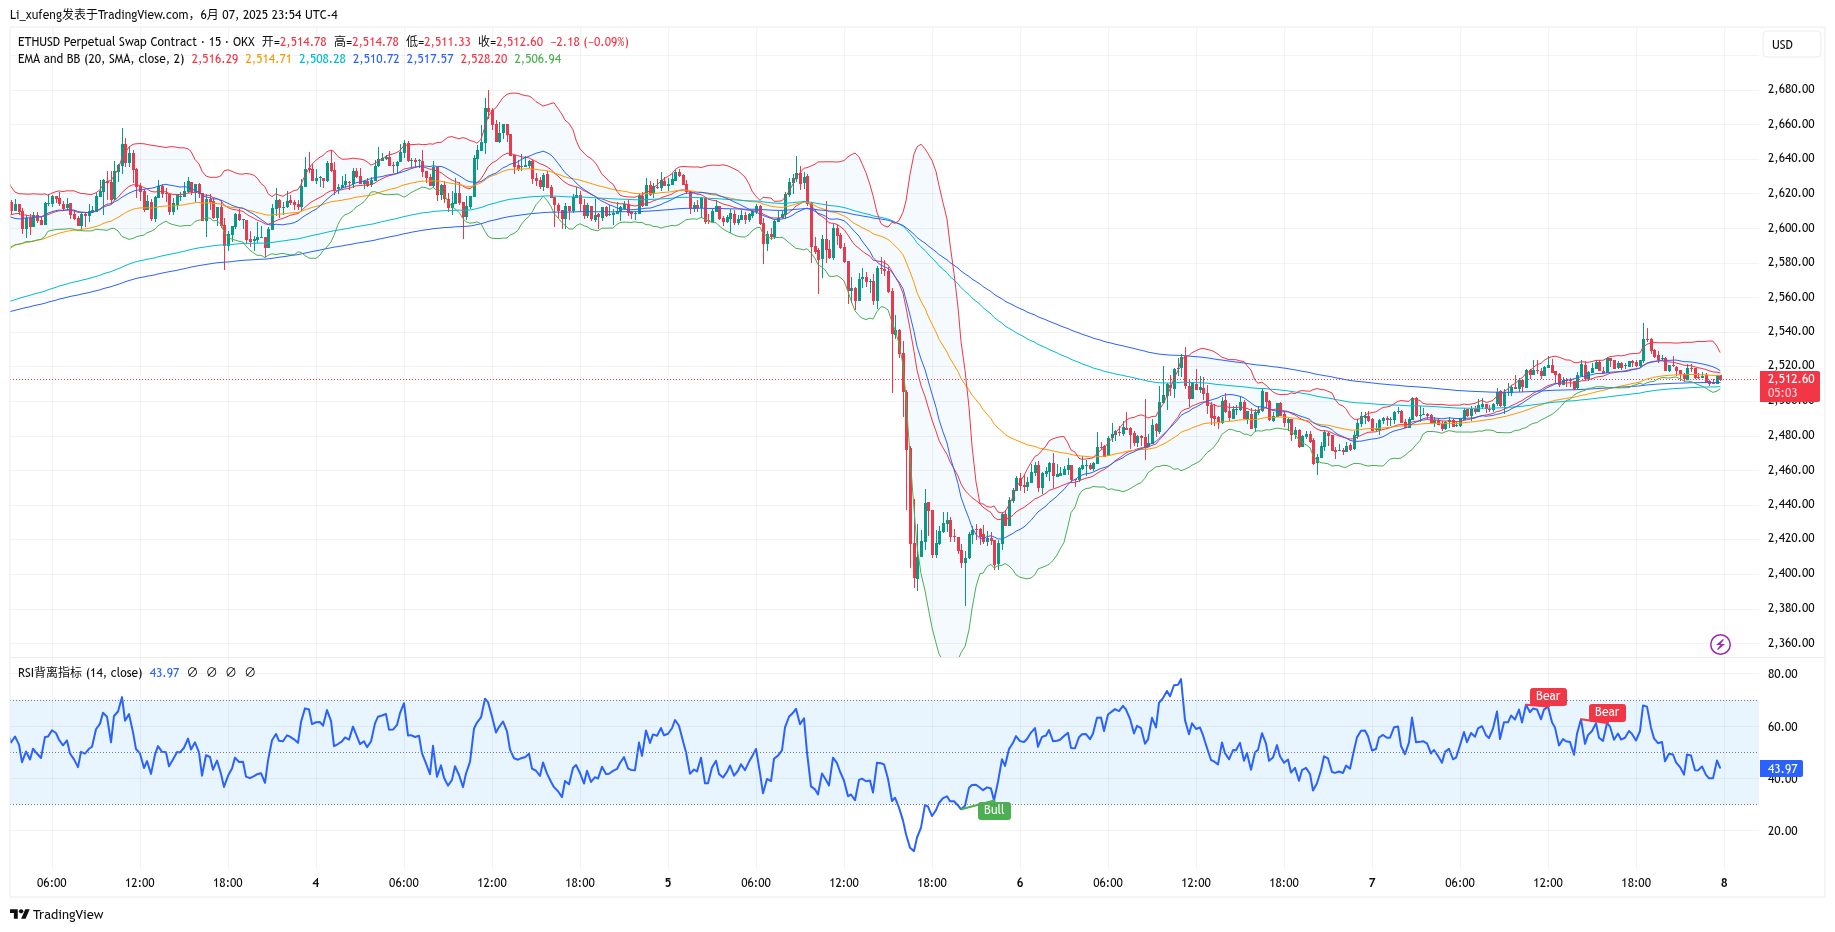 Li_xufeng发表于TradingView.com，6月 07, 2025 23:54 UTC-4
ETHUSD Perpetual Swap Contract · 15 · OKX 开=2,514.78 高=2,514.78 低=2,511.33 收=2,512.60 −2.18 (−0.09%)
EMA and BB (20, SMA, close, 2) 2,516.29 2,514.71 2,508.28 2,510.72 2,517.57 2,528.20 2,506.94
USD
2,680.00
2,660.00
2,640.00
2,620.00
2,600.00
2,580.00
2,560.00
2,540.00
2,520.00
2,512.60
05:03
2,500.00
2,480.00
2,460.00
2,440.00
2,420.00
2,400.00
2,380.00
2,360.00
RSI背离指标 (14, close) 43.97 ∅ ∅ ∅ ∅
80.00
Bear
Bear
60.00
43.97
40.00
Bull
20.00
06:00 12:00 18:00 4 06:00 12:00 18:00 5 06:00 12:00 18:00 6 06:00 12:00 18:00 7 06:00 12:00 18:00 8
TradingView